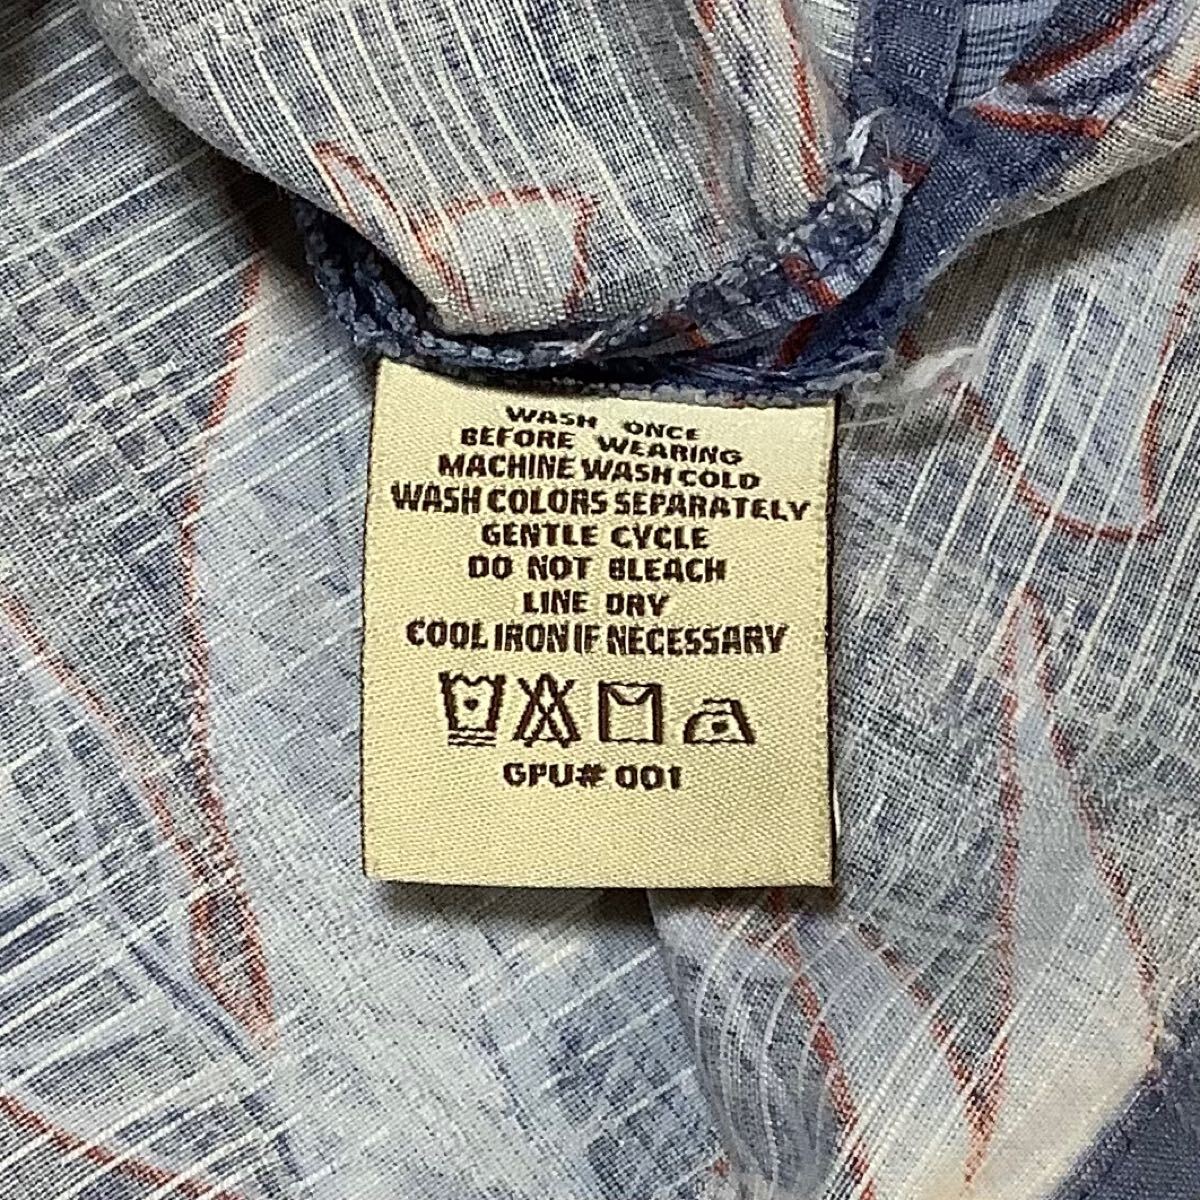 WASH ONCE
BEFORE WEARING
MACHINE WASH COLD
WASH COLORS SEPARATELY
GENTLE CYCLE
DO NOT BLEACH
LINE DRY
COOL IRON IF NECESSARY
GPU# 001